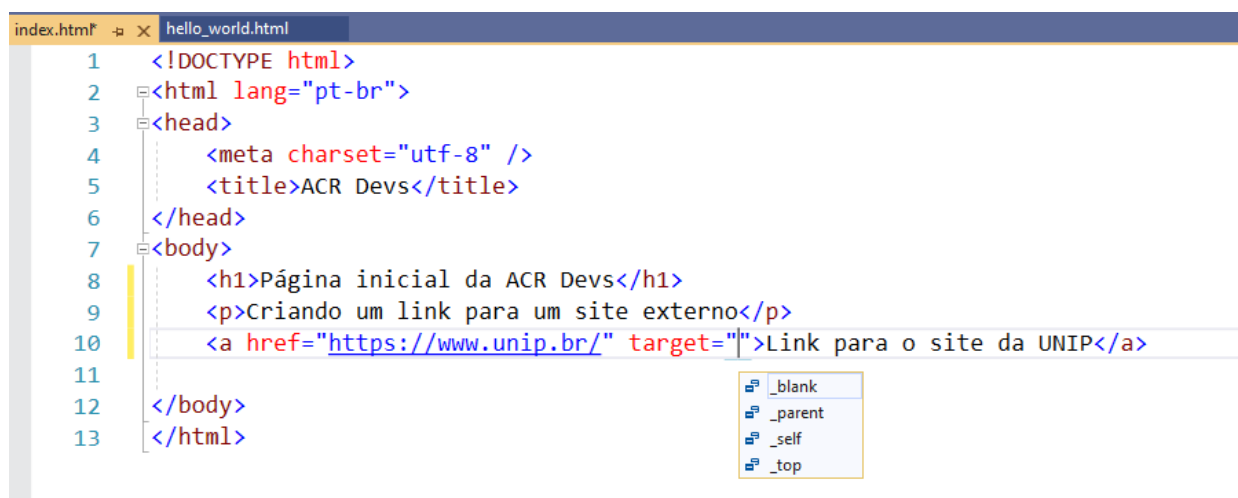 index.html* hello_world.html
1 <!DOCTYPE html>
2 <html lang="pt-br">
3 <head>
4 <meta charset="utf-8" />
5 <title>ACR Devs</title>
6 </head>
7 <body>
8 <h1>Página inicial da ACR Devs</h1>
9 <p>Criando um link para um site externo</p>
10 <a href="https://www.unip.br/" target="">Link para o site da UNIP</a>
11
12 </body>
13 </html>
_blank
_parent
_self
_top